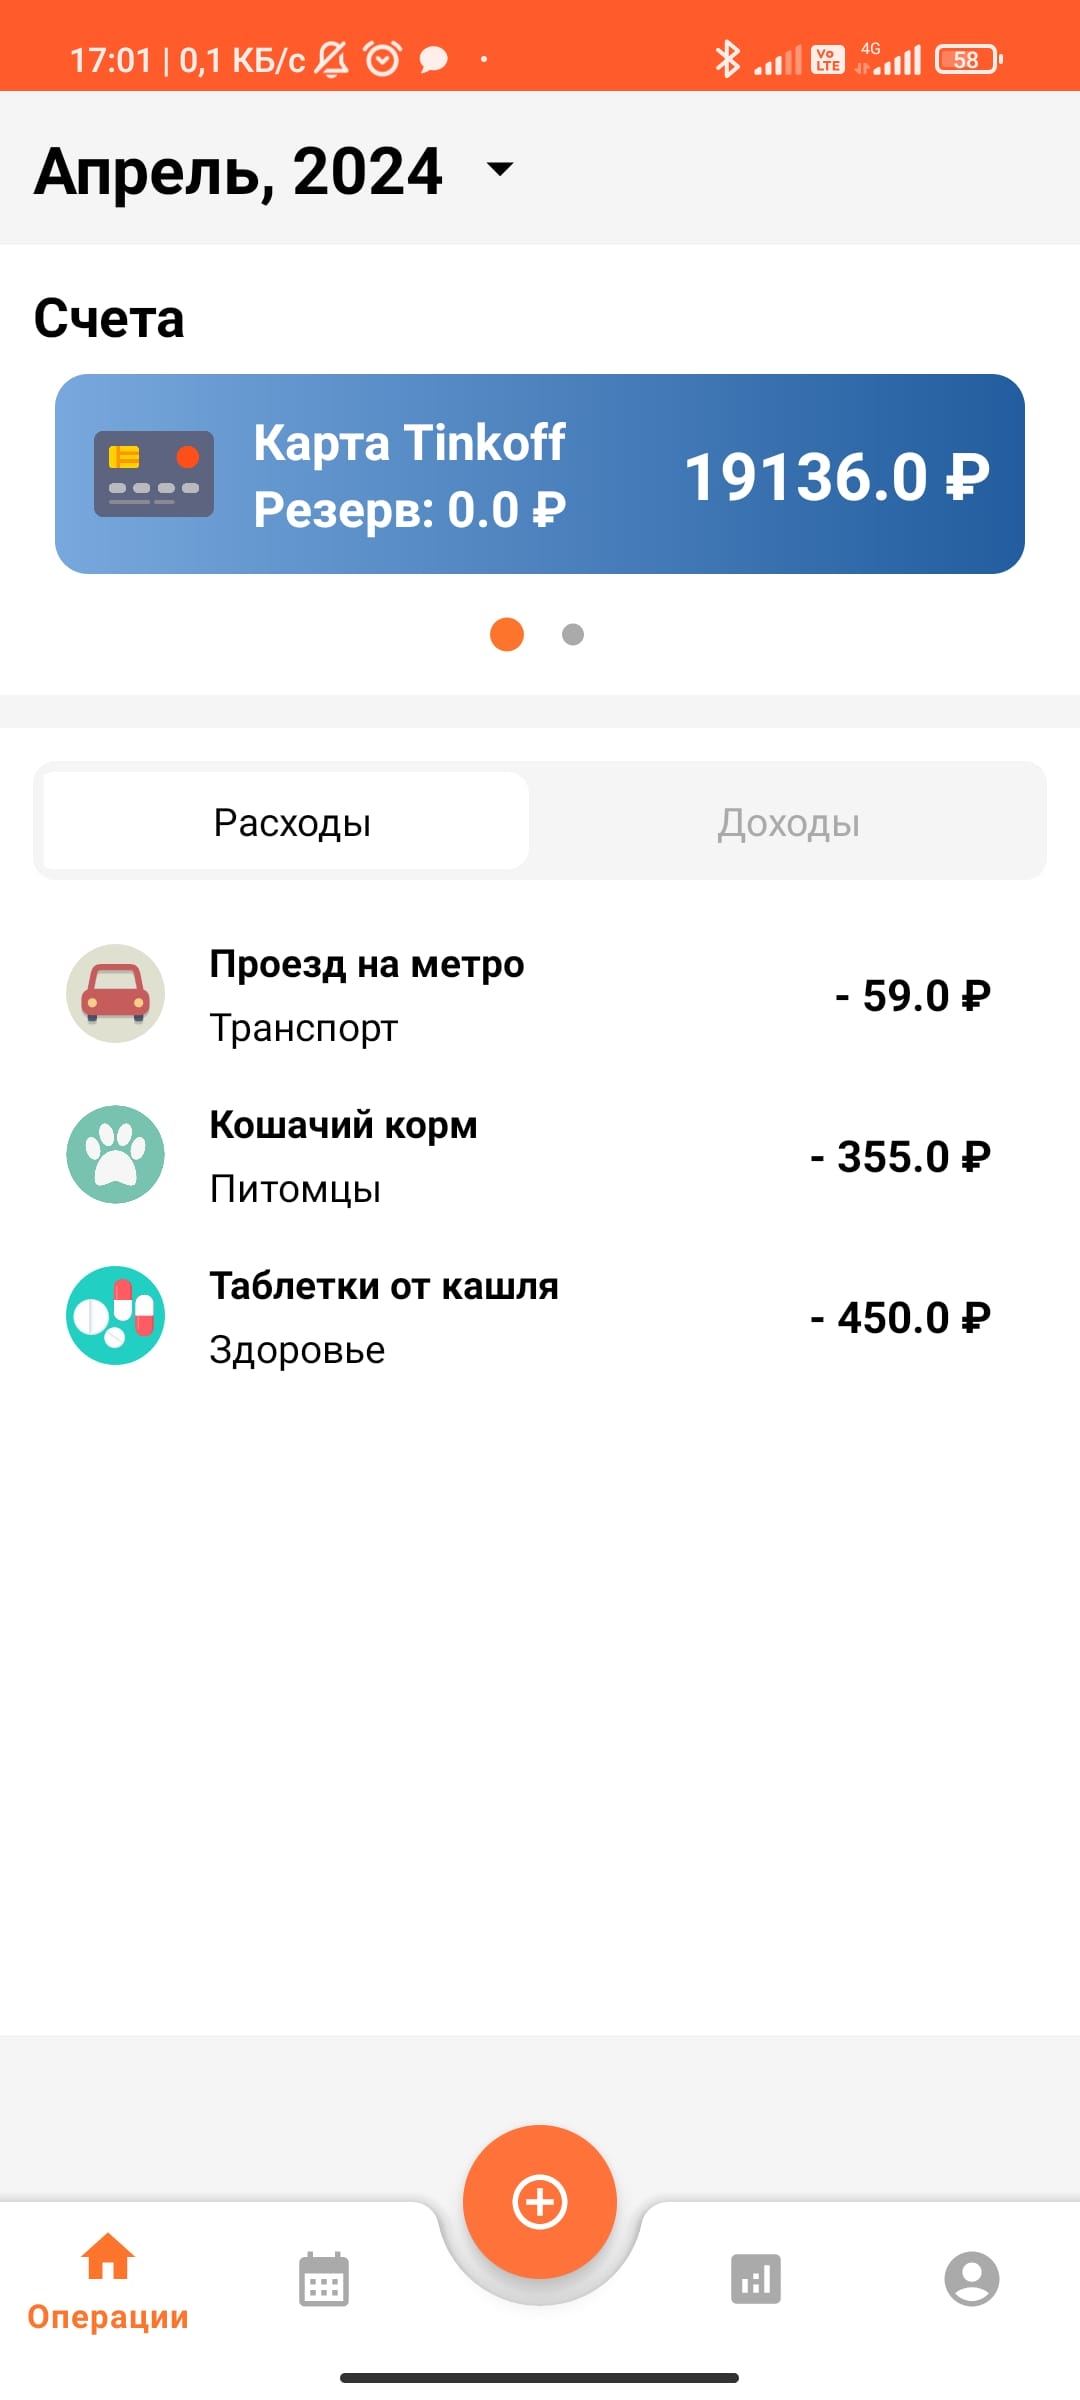 17:01 | 0,1 КБ/с
Vo LTE 4G 58
Апрель, 2024
Счета
Карта Tinkoff
Резерв: 0.0 ₽
19136.0 ₽
Расходы
Доходы
Проезд на метро
Транспорт
- 59.0 ₽
Кошачий корм
Питомцы
- 355.0 ₽
Таблетки от кашля
Здоровье
- 450.0 ₽
Операции